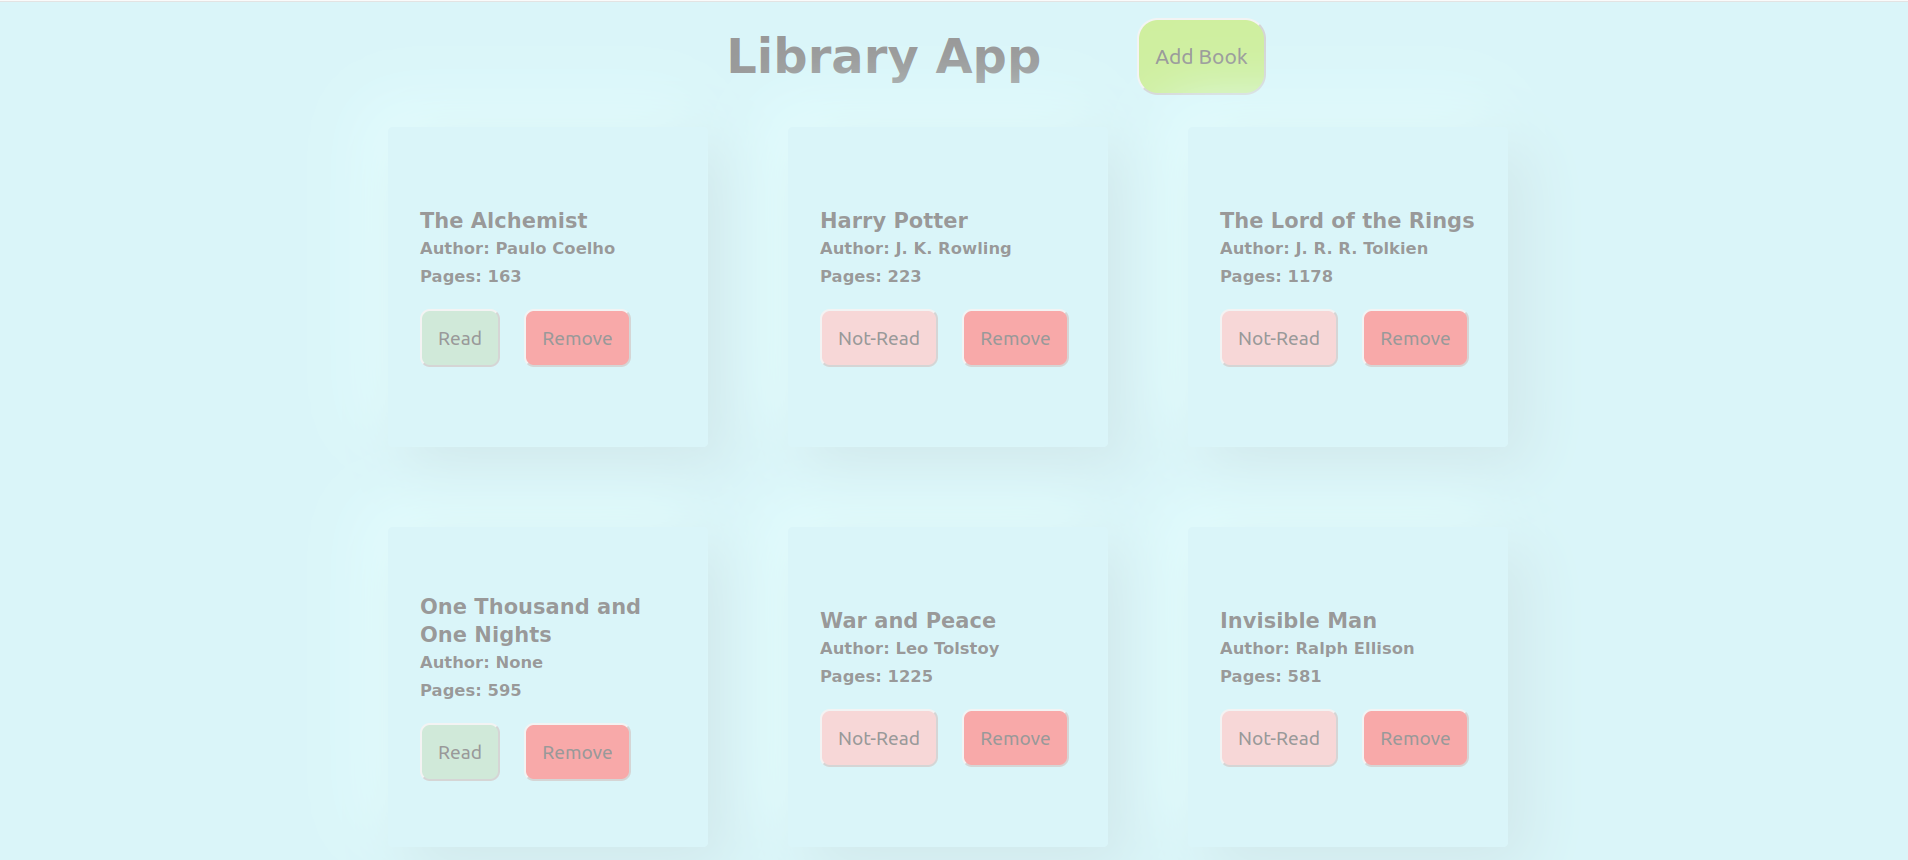 Library App
Add Book
The Alchemist
Author: Paulo Coelho
Pages: 163
Read
Remove
Harry Potter
Author: J. K. Rowling
Pages: 223
Not-Read
Remove
The Lord of the Rings
Author: J. R. R. Tolkien
Pages: 1178
Not-Read
Remove
One Thousand and
One Nights
Author: None
Pages: 595
Read
Remove
War and Peace
Author: Leo Tolstoy
Pages: 1225
Not-Read
Remove
Invisible Man
Author: Ralph Ellison
Pages: 581
Not-Read
Remove